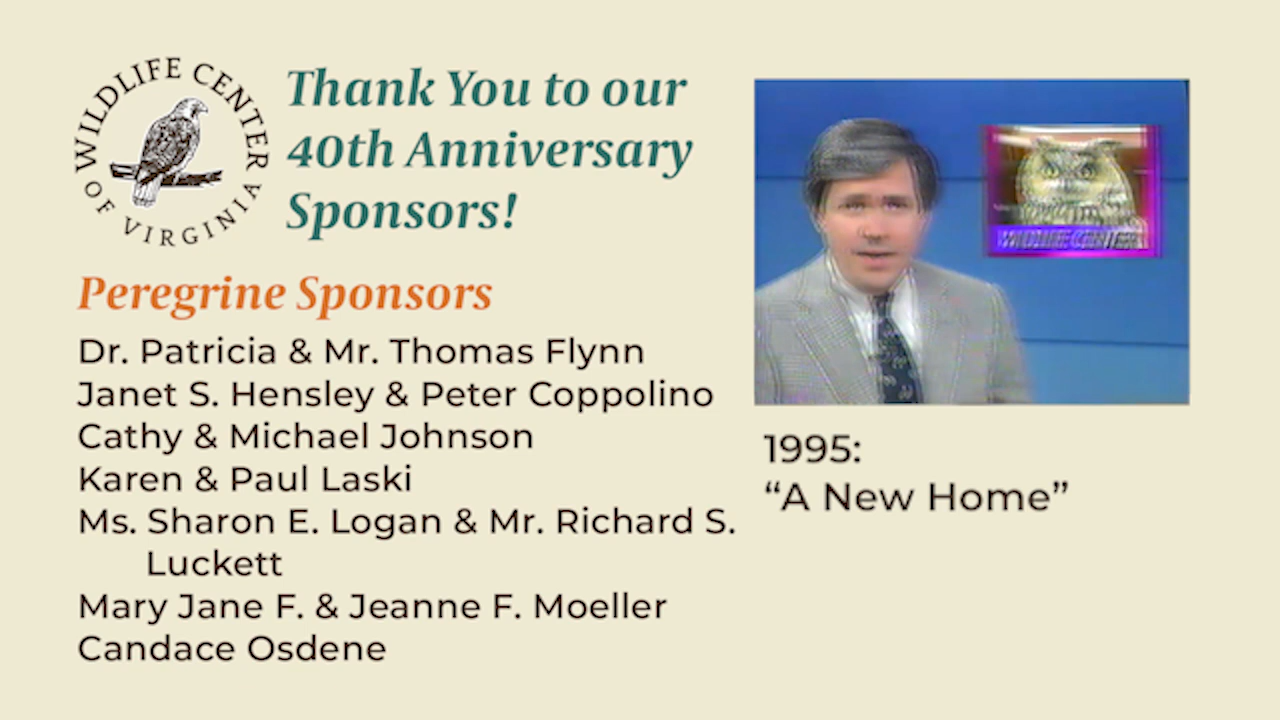 WILDLIFE CENTER
OF VIRGINIA
Thank You to our
40th Anniversary
Sponsors!
Peregrine Sponsors
Dr. Patricia & Mr. Thomas Flynn
Janet S. Hensley & Peter Coppolino
Cathy & Michael Johnson
Karen & Paul Laski
Ms. Sharon E. Logan & Mr. Richard S.
Luckett
Mary Jane F. & Jeanne F. Moeller
Candace Osdene
WILDLIFE CENTER
1995:
“A New Home”